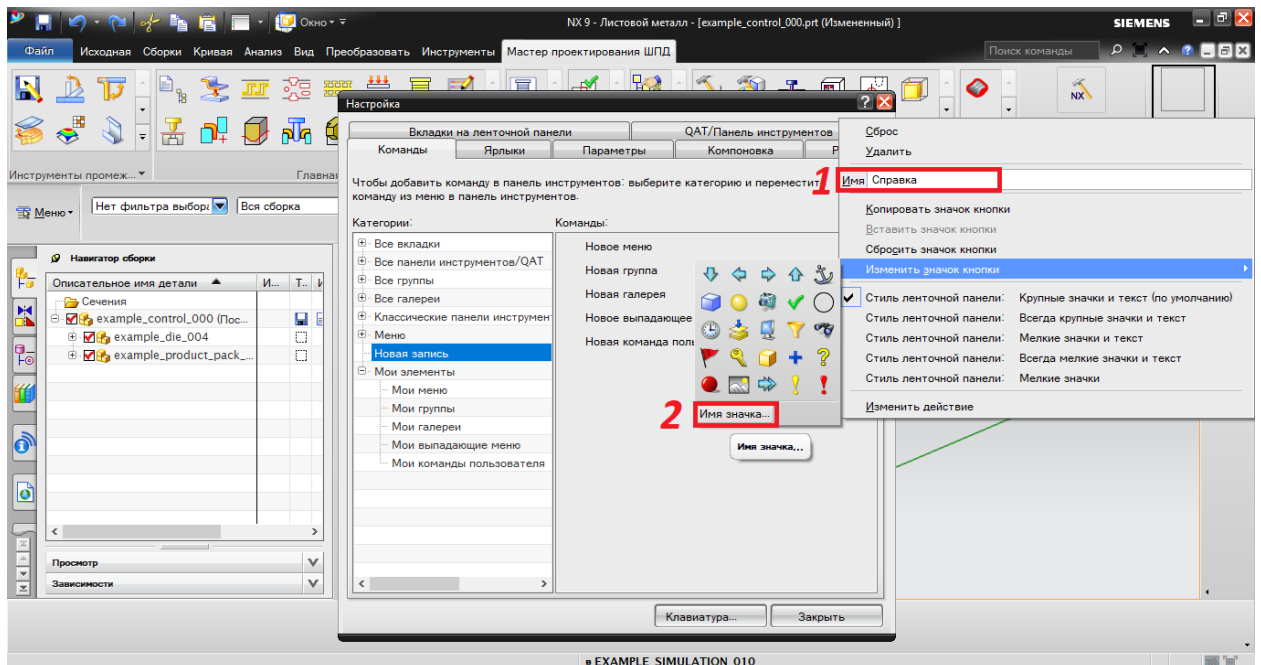 Окно
NX 9 - Листовой металл - [example_control_000.prt (Измененный) ]
SIEMENS
Файл Исходная Сборки Кривая Анализ Вид Преобразовать Инструменты Мастер проектирования ШПД
Поиск команды
NX
Инструменты промеж...
Главная
Меню
Нет фильтра выбор
Вся сборка
Навигатор сборки
Описательное имя детали И... Т..
Сечения
example_control_000 (Пос...
example_die_004
example_product_pack_...
Просмотр
Зависимости
Настройка
Вкладки на ленточной панели
QAT/Панель инструментов
Команды
Ярлыки
Параметры
Компоновка
Р
Чтобы добавить команду в панель инструментов: выберите категорию и переместит
команду из меню в панель инструментов.
Категории:
Команды:
Все вкладки
Все панели инструментов/QAT
Все группы
Все галереи
Классические панели инструмен
Меню
Новая запись
Мои элементы
Мои меню
Мои группы
Мои галереи
Мои выпадающие меню
Мои команды пользователя
Новое меню
Новая группа
Новая галерея
Новое выпадающее
Новая команда пол
2
Имя значка...
Имя значка...
Клавиатура...
Закрыть
Сброс
Удалить
1
Имя Справка
Копировать значок кнопки
Вставить значок кнопки
Сбросить значок кнопки
Изменить значок кнопки
Стиль ленточной панели: Крупные значки и текст (по умолчанию)
Стиль ленточной панели: Всегда крупные значки и текст
Стиль ленточной панели: Мелкие значки и текст
Стиль ленточной панели: Всегда мелкие значки и текст
Стиль ленточной панели: Мелкие значки
Изменить действие
в EXAMPLE_SIMULATION_010